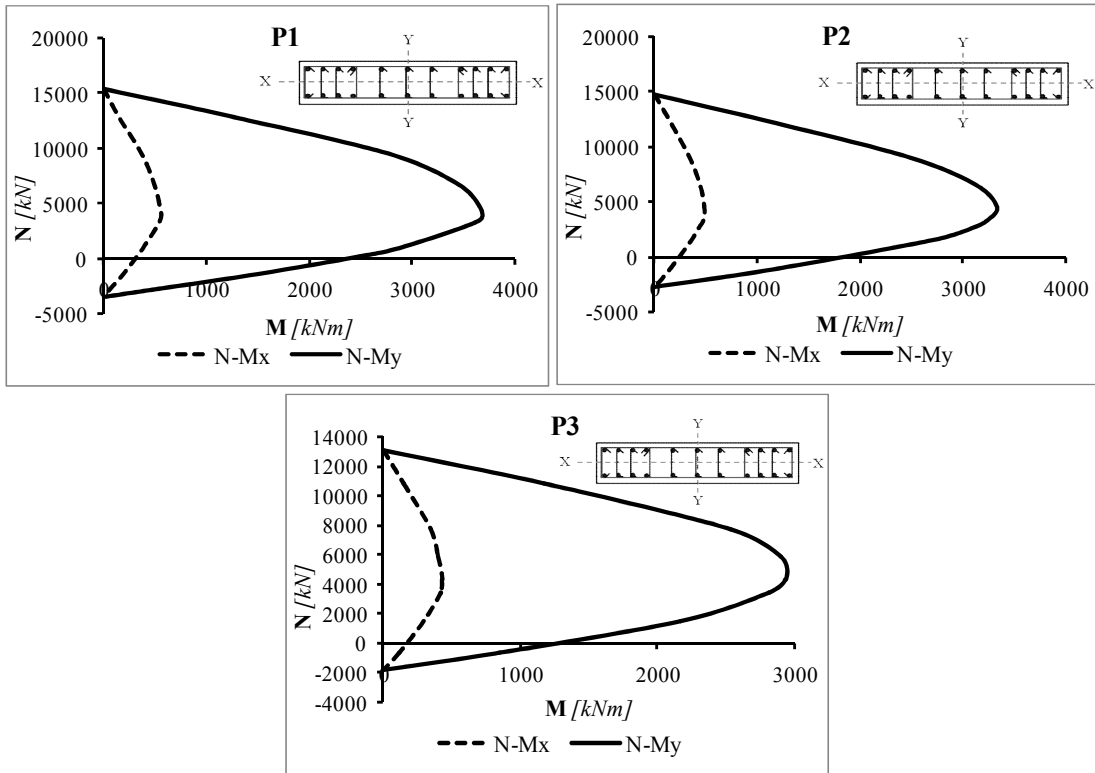 P1
20000
15000
10000
5000
0
-5000
N [kN]
0 1000 2000 3000 4000
M [kNm]
N-Mx N-My
Y
X X
Y
P2
20000
15000
10000
5000
0
-5000
N [kN]
0 1000 2000 3000 4000
M [kNm]
N-Mx N-My
Y
X X
Y
P3
14000
12000
10000
8000
6000
4000
2000
0
-2000
-4000
N [kN]
0 1000 2000 3000
M [kNm]
N-Mx N-My
Y
X X
Y